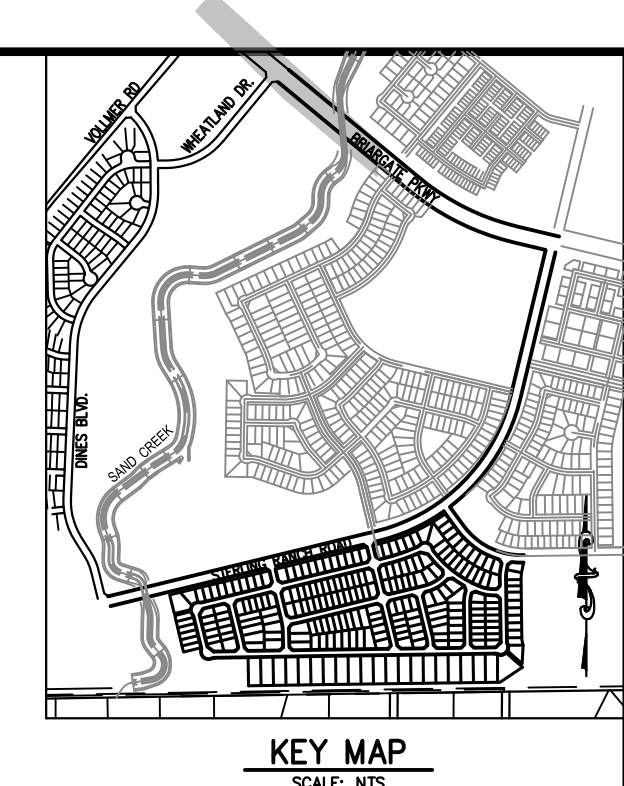 VOLLMER RD
WHEATLAND DR.
BRIARGATE PKWY
DINES BLVD.
SAND CREEK
STERLING RANCH ROAD
KEY MAP
SCALE: NTS